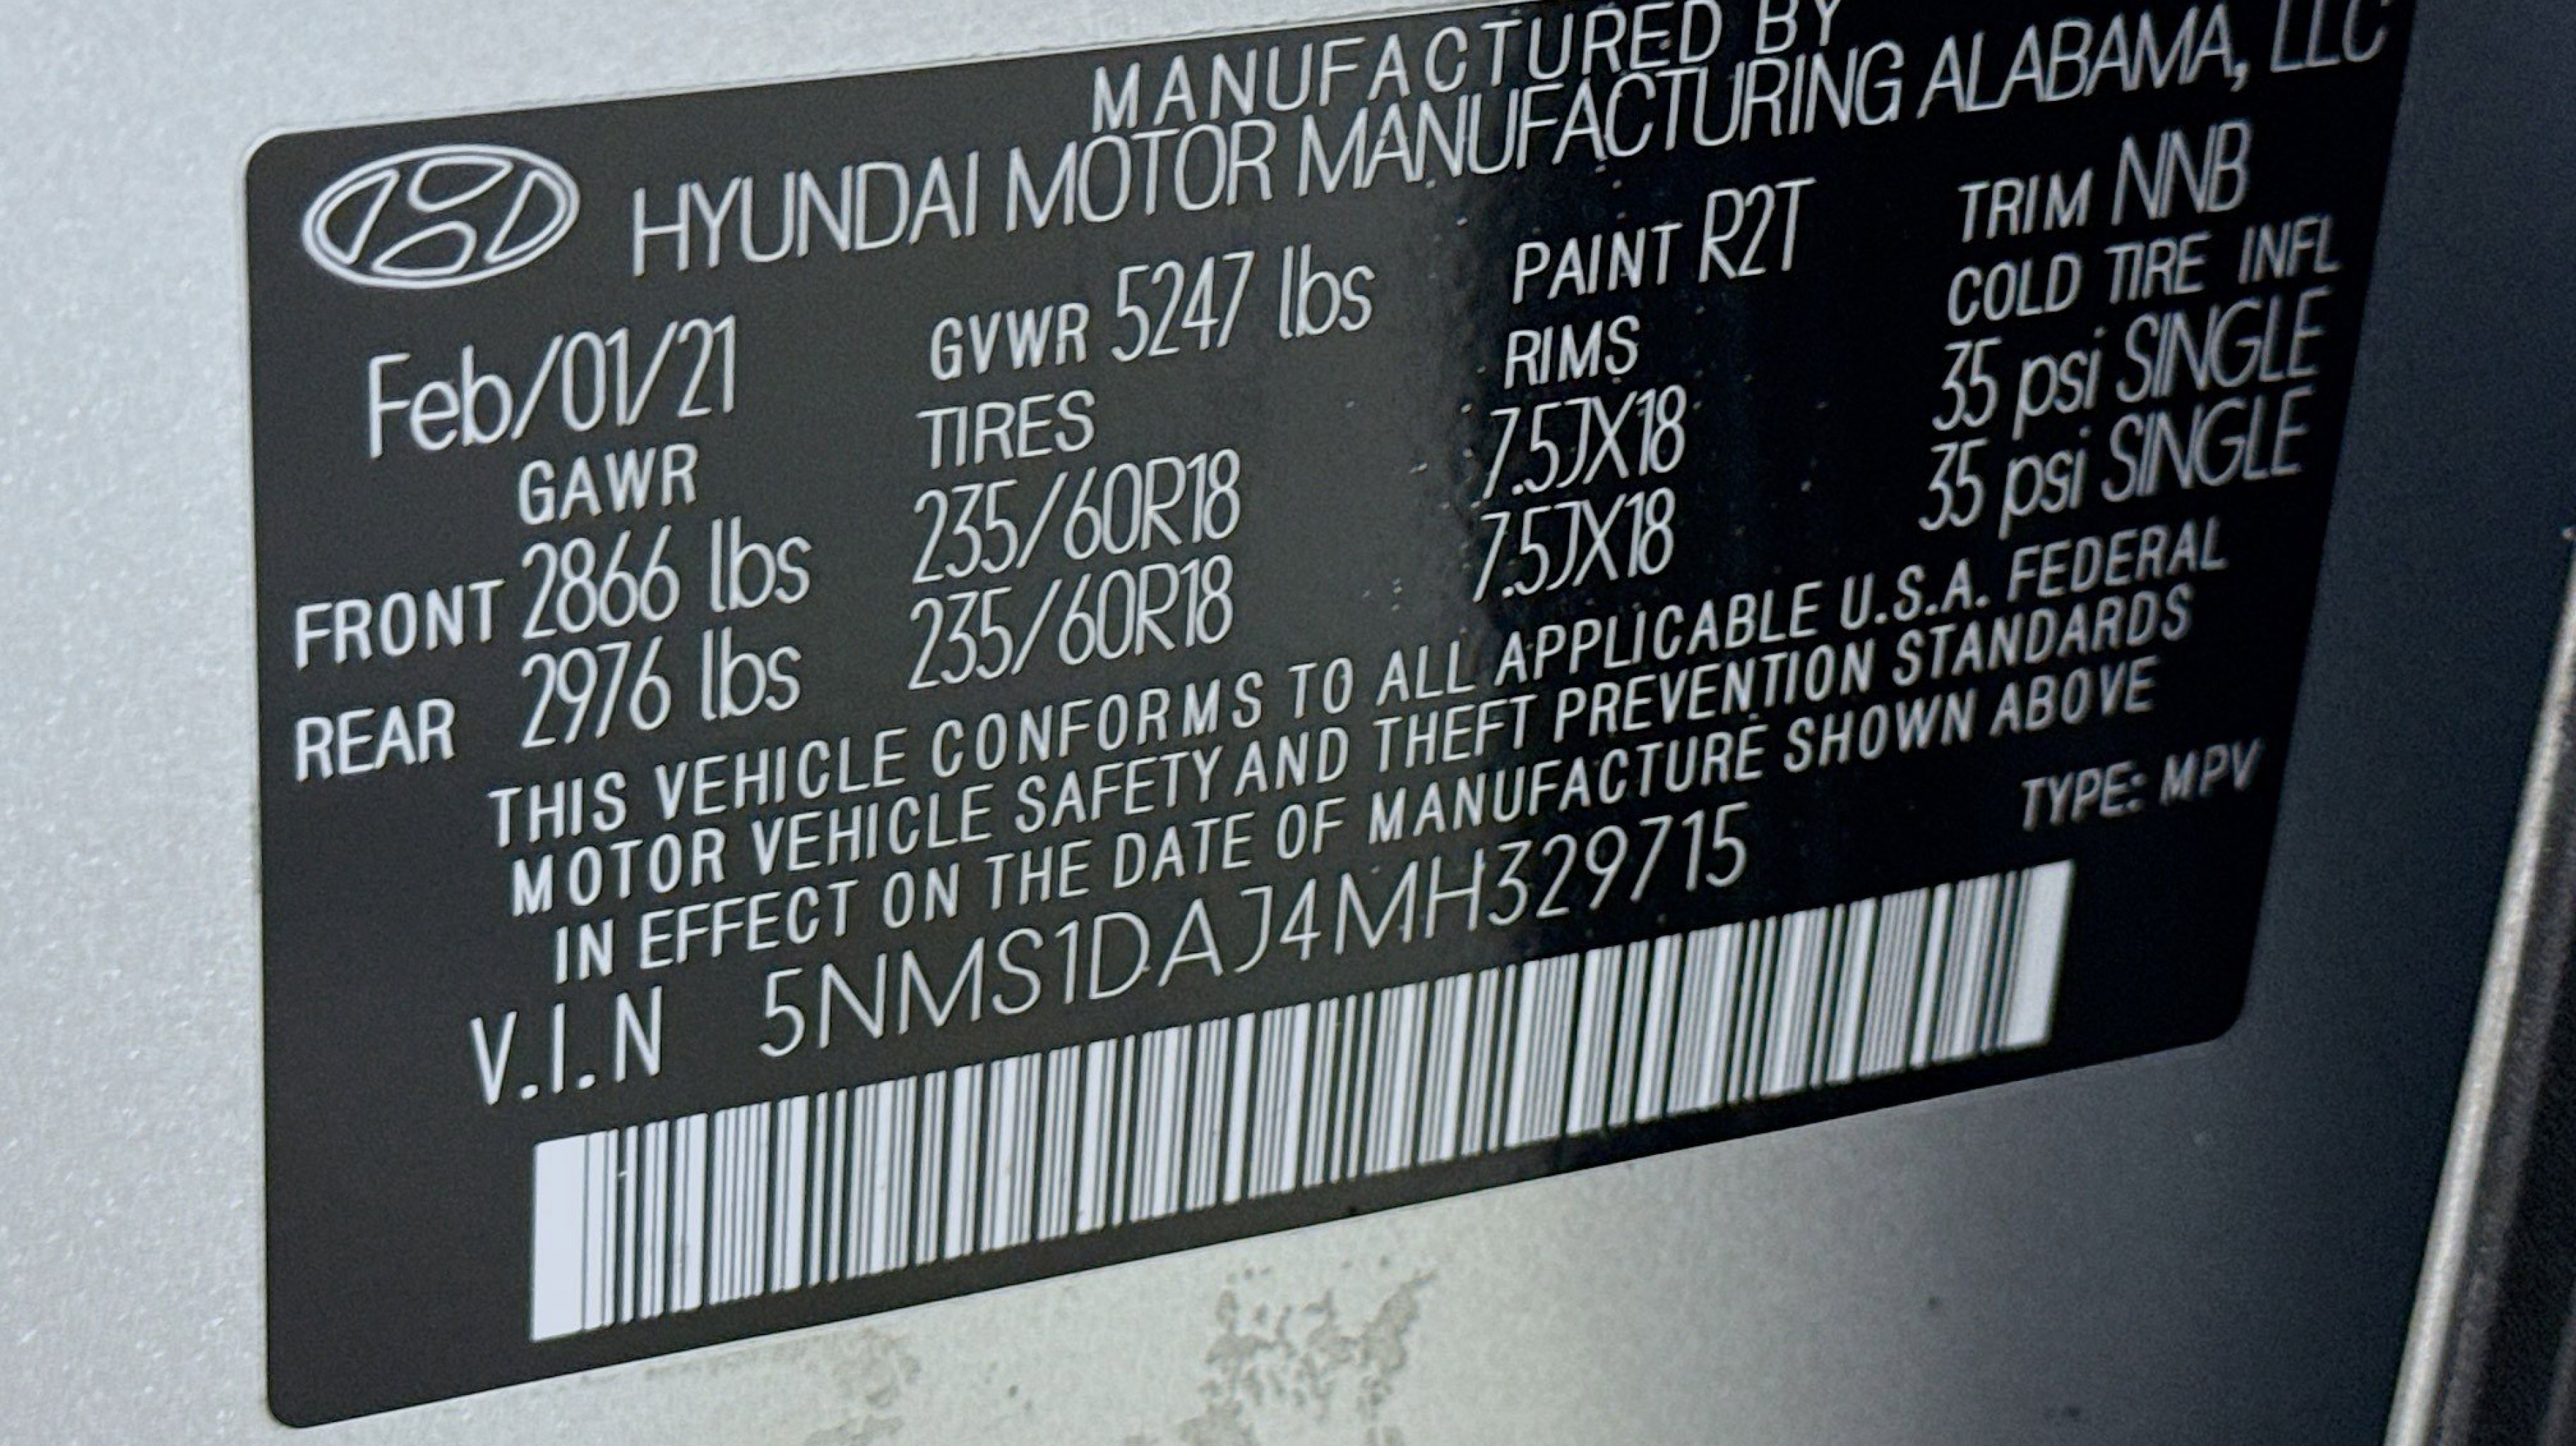 MANUFACTURED BY
HYUNDAI MOTOR MANUFACTURING ALABAMA, LLC
Feb/01/21 GVWR 5247 lbs PAINT R2T TRIM NNB
GAWR TIRES RIMS COLD TIRE INFL
FRONT 2866 lbs 235/60R18 7.5JX18 35 psi SINGLE
REAR 2976 lbs 235/60R18 7.5JX18 35 psi SINGLE
THIS VEHICLE CONFORMS TO ALL APPLICABLE U.S.A. FEDERAL
MOTOR VEHICLE SAFETY AND THEFT PREVENTION STANDARDS
IN EFFECT ON THE DATE OF MANUFACTURE SHOWN ABOVE
V.I.N 5NMS1DAJ4MH329715 TYPE: MPV